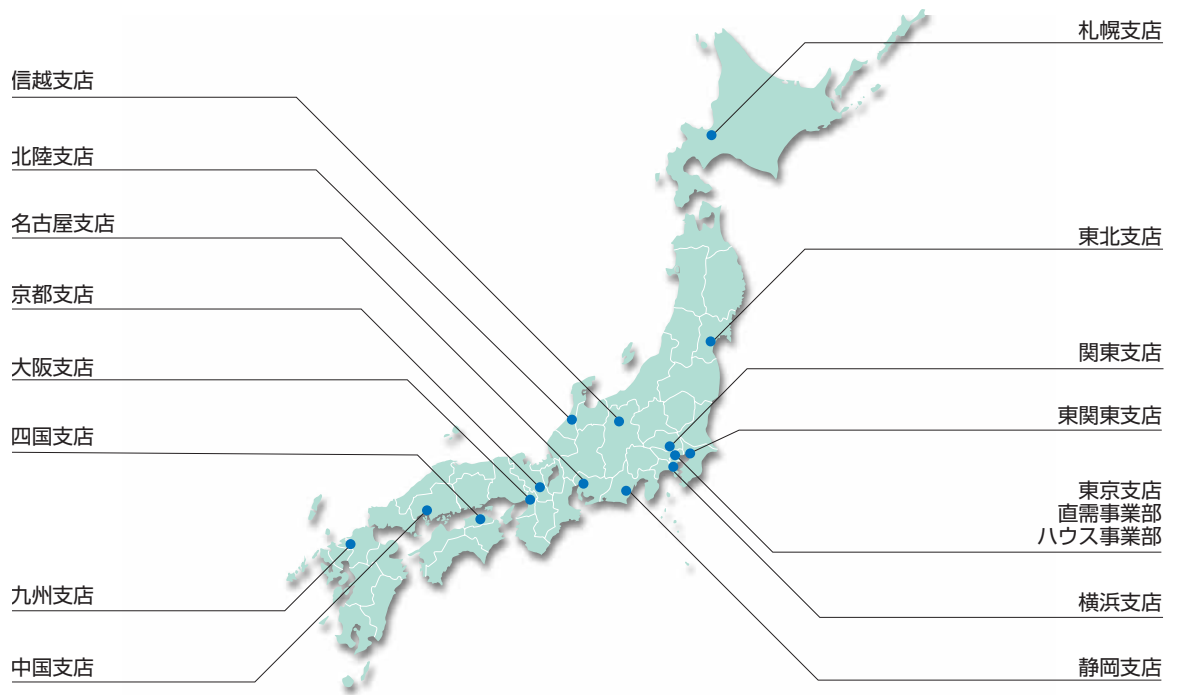 信越支店
北陸支店
名古屋支店
京都支店
大阪支店
四国支店
九州支店
中国支店
札幌支店
東北支店
関東支店
東関東支店
東京支店
直需事業部
ハウス事業部
横浜支店
静岡支店